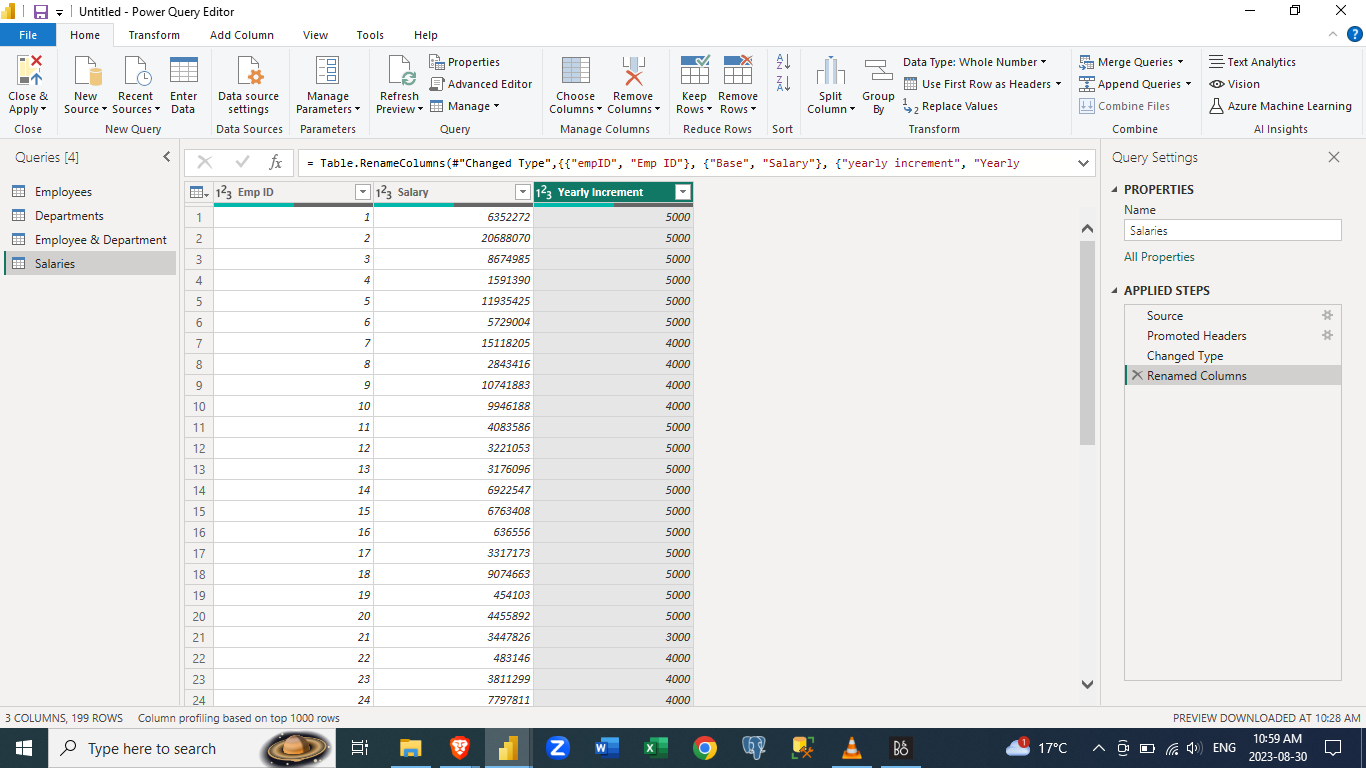 Untitled - Power Query Editor
File Home Transform Add Column View Tools Help
Close & Apply
Close
New Source
Recent Sources
Enter Data
New Query
Data source settings
Data Sources
Manage Parameters
Parameters
Refresh Preview
Properties
Advanced Editor
Manage
Query
Choose Columns
Remove Columns
Manage Columns
Keep Rows
Remove Rows
Reduce Rows
A Z
Z A
Sort
Split Column
Group By
Data Type: Whole Number
Use First Row as Headers
1 2 Replace Values
Transform
Merge Queries
Append Queries
Combine Files
Combine
Text Analytics
Vision
Azure Machine Learning
AI Insights
?
Queries [4]
Employees
Departments
Employee & Department
Salaries
fx = Table.RenameColumns(#"Changed Type",{{"empID", "Emp ID"}, {"Base", "Salary"}, {"yearly increment", "Yearly
123 Emp ID 123 Salary 123 Yearly Increment
1 1 6352272 5000
2 2 20688070 5000
3 3 8674985 5000
4 4 1591390 5000
5 5 11935425 5000
6 6 5729004 5000
7 7 15118205 4000
8 8 2843416 4000
9 9 10741883 4000
10 10 9946188 4000
11 11 4083586 5000
12 12 3221053 5000
13 13 3176096 5000
14 14 6922547 5000
15 15 6763408 5000
16 16 636556 5000
17 17 3317173 5000
18 18 9074663 5000
19 19 454103 5000
20 20 4455892 5000
21 21 3447826 3000
22 22 483146 4000
23 23 3811299 4000
24 24 7797811 4000
Query Settings
PROPERTIES
Name
Salaries
All Properties
APPLIED STEPS
Source
Promoted Headers
Changed Type
Renamed Columns
3 COLUMNS, 199 ROWS Column profiling based on top 1000 rows
PREVIEW DOWNLOADED AT 10:28 AM
Type here to search
Z
W
X
BÓ
1
17°C
ENG
10:59 AM
2023-08-30